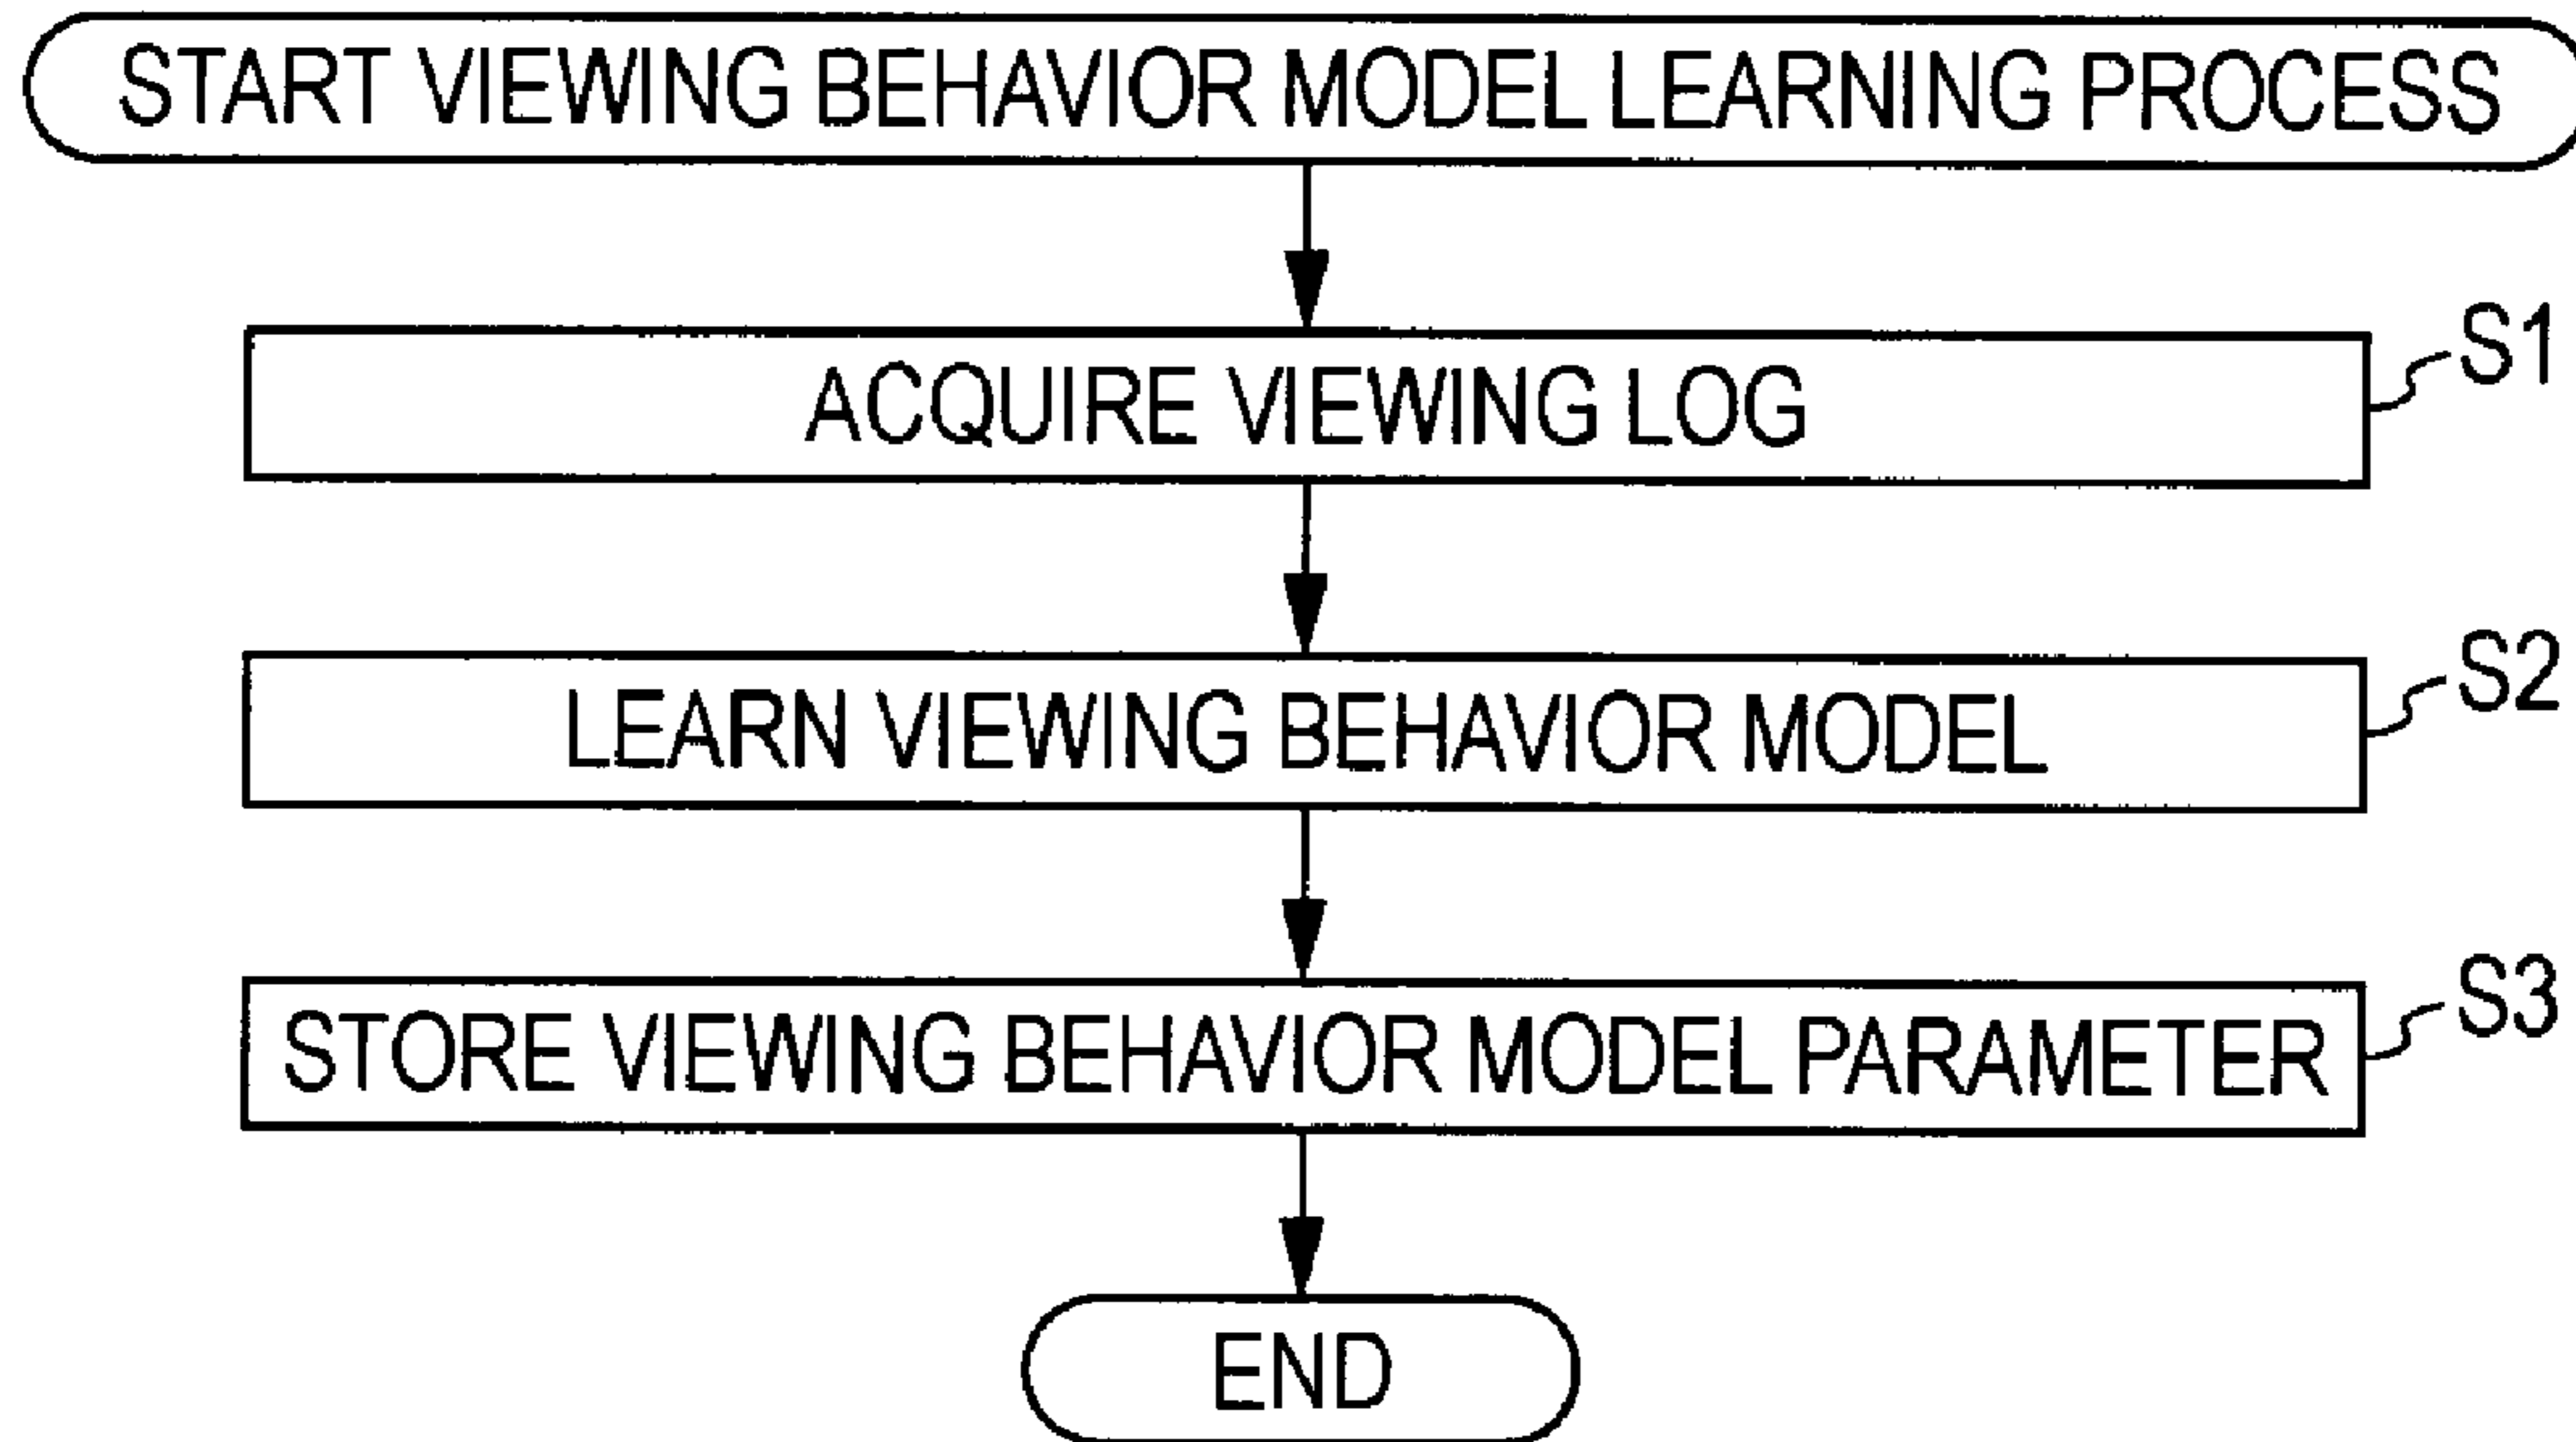 START VIEWING BEHAVIOR MODEL LEARNING PROCESS
ACQUIRE VIEWING LOG
S1
LEARN VIEWING BEHAVIOR MODEL
S2
STORE VIEWING BEHAVIOR MODEL PARAMETER
S3
END